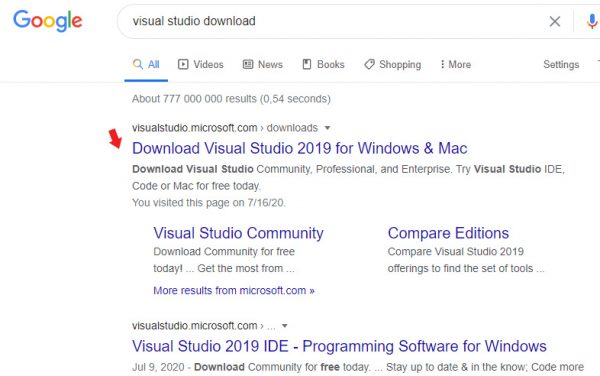 Google
visual studio download
All Videos News Books Shopping More Settings
About 777 000 000 results (0,54 seconds)
visualstudio.microsoft.com › downloads
Download Visual Studio 2019 for Windows & Mac
Download Visual Studio Community, Professional, and Enterprise. Try Visual Studio IDE,
Code or Mac for free today.
You visited this page on 7/16/20.
Visual Studio Community
Download Community for free
today! ... Get the most from ...
Compare Editions
Compare Visual Studio 2019
offerings to find the set of tools ...
More results from microsoft.com »
visualstudio.microsoft.com › ...
Visual Studio 2019 IDE - Programming Software for Windows
Jul 9, 2020 - Download Community for free today. ... Stay up to date & in the know; Code more